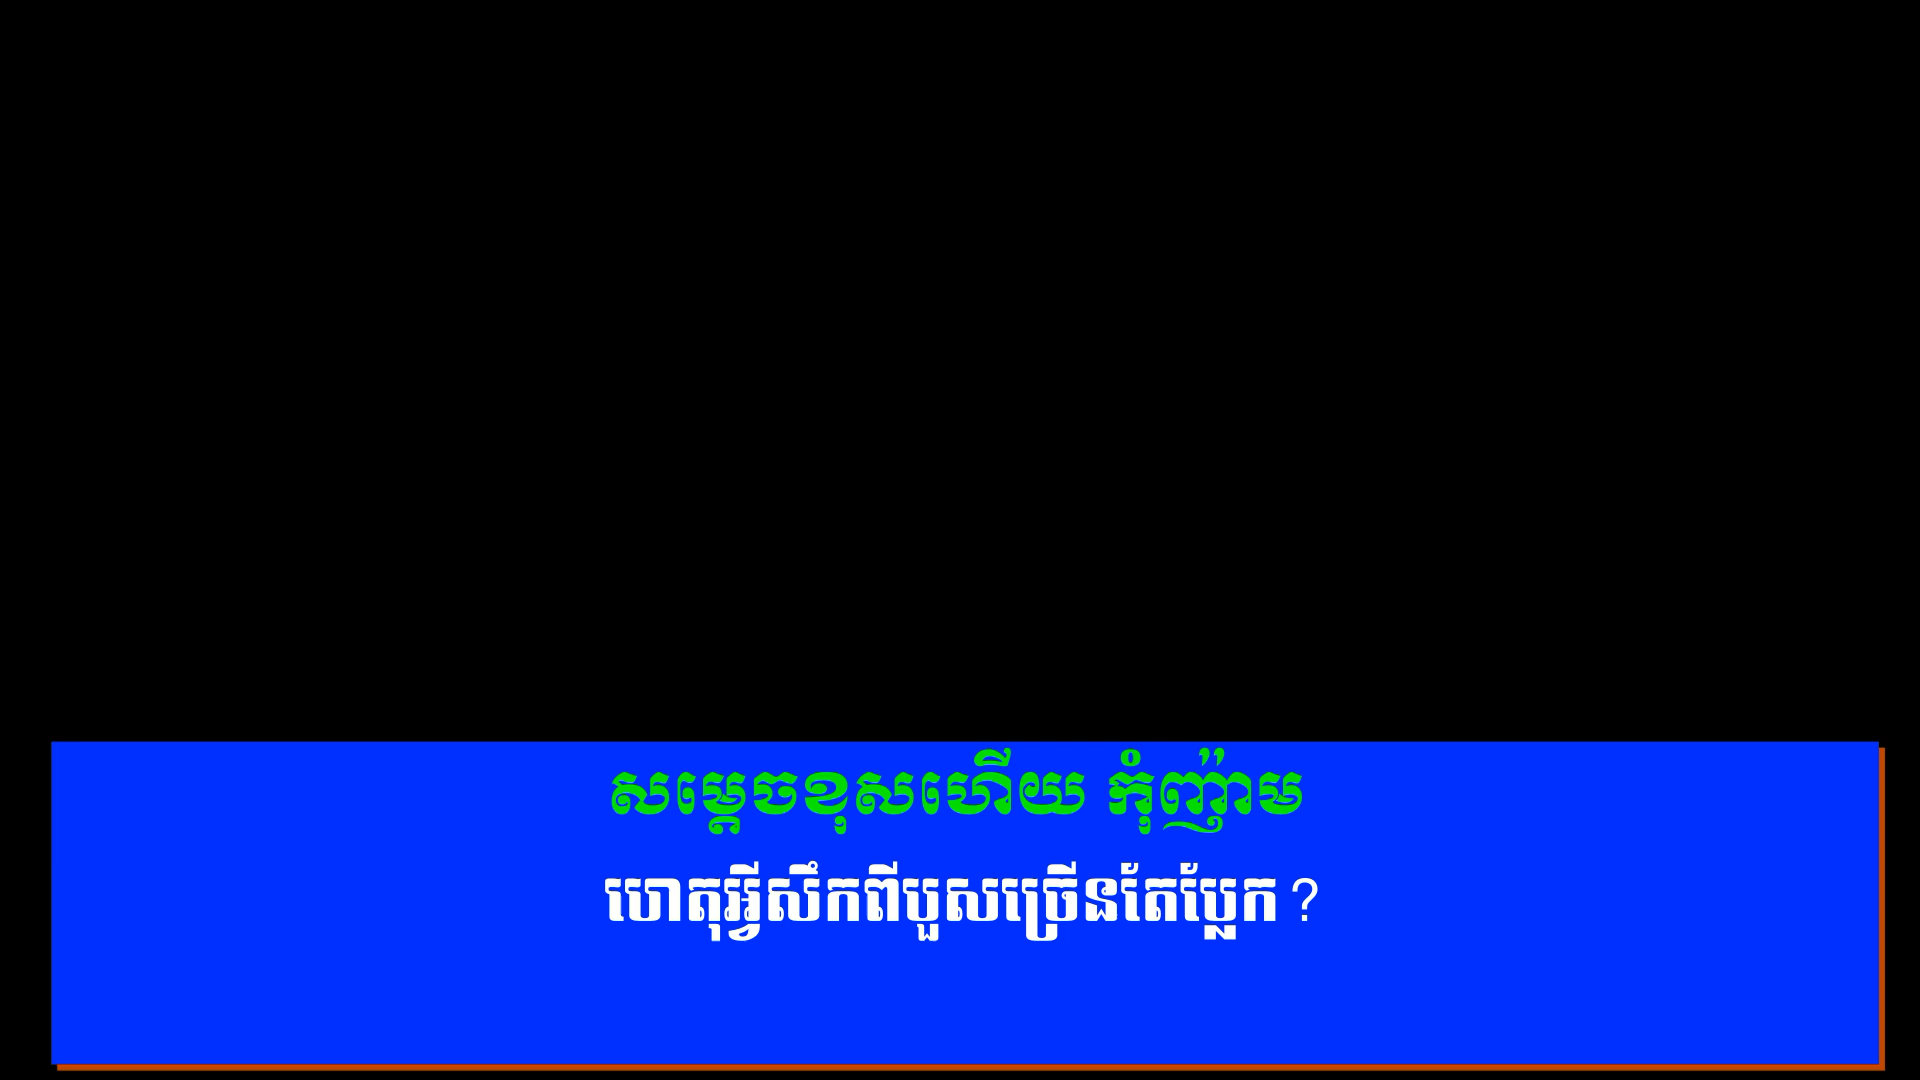 សម្តេចខុសហើយ កុំញ៉ាម
ហេតុអ្វីសឹកពីបួសច្រើនតែប្លែក ?